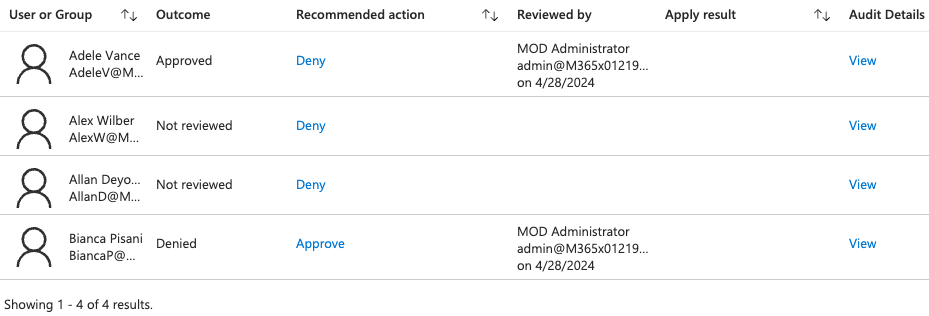 User or Group Outcome Recommended action Reviewed by Apply result Audit Details
Adele Vance
AdeleV@M...
Approved Deny
MOD Administrator
admin@M365x01219...
on 4/28/2024
View
Alex Wilber
AlexW@M...
Not reviewed Deny View
Allan Deyo...
AllanD@M...
Not reviewed Deny View
Bianca Pisani
BiancaP@...
Denied Approve
MOD Administrator
admin@M365x01219...
on 4/28/2024
View
Showing 1 - 4 of 4 results.